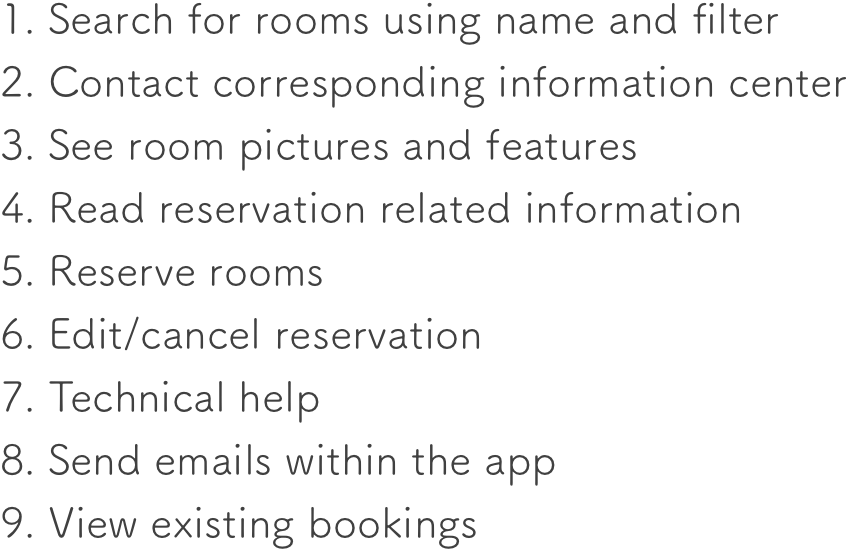 1. Search for rooms using name and filter
2. Contact corresponding information center
3. See room pictures and features
4. Read reservation related information
5. Reserve rooms
6. Edit/cancel reservation
7. Technical help
8. Send emails within the app
9. View existing bookings